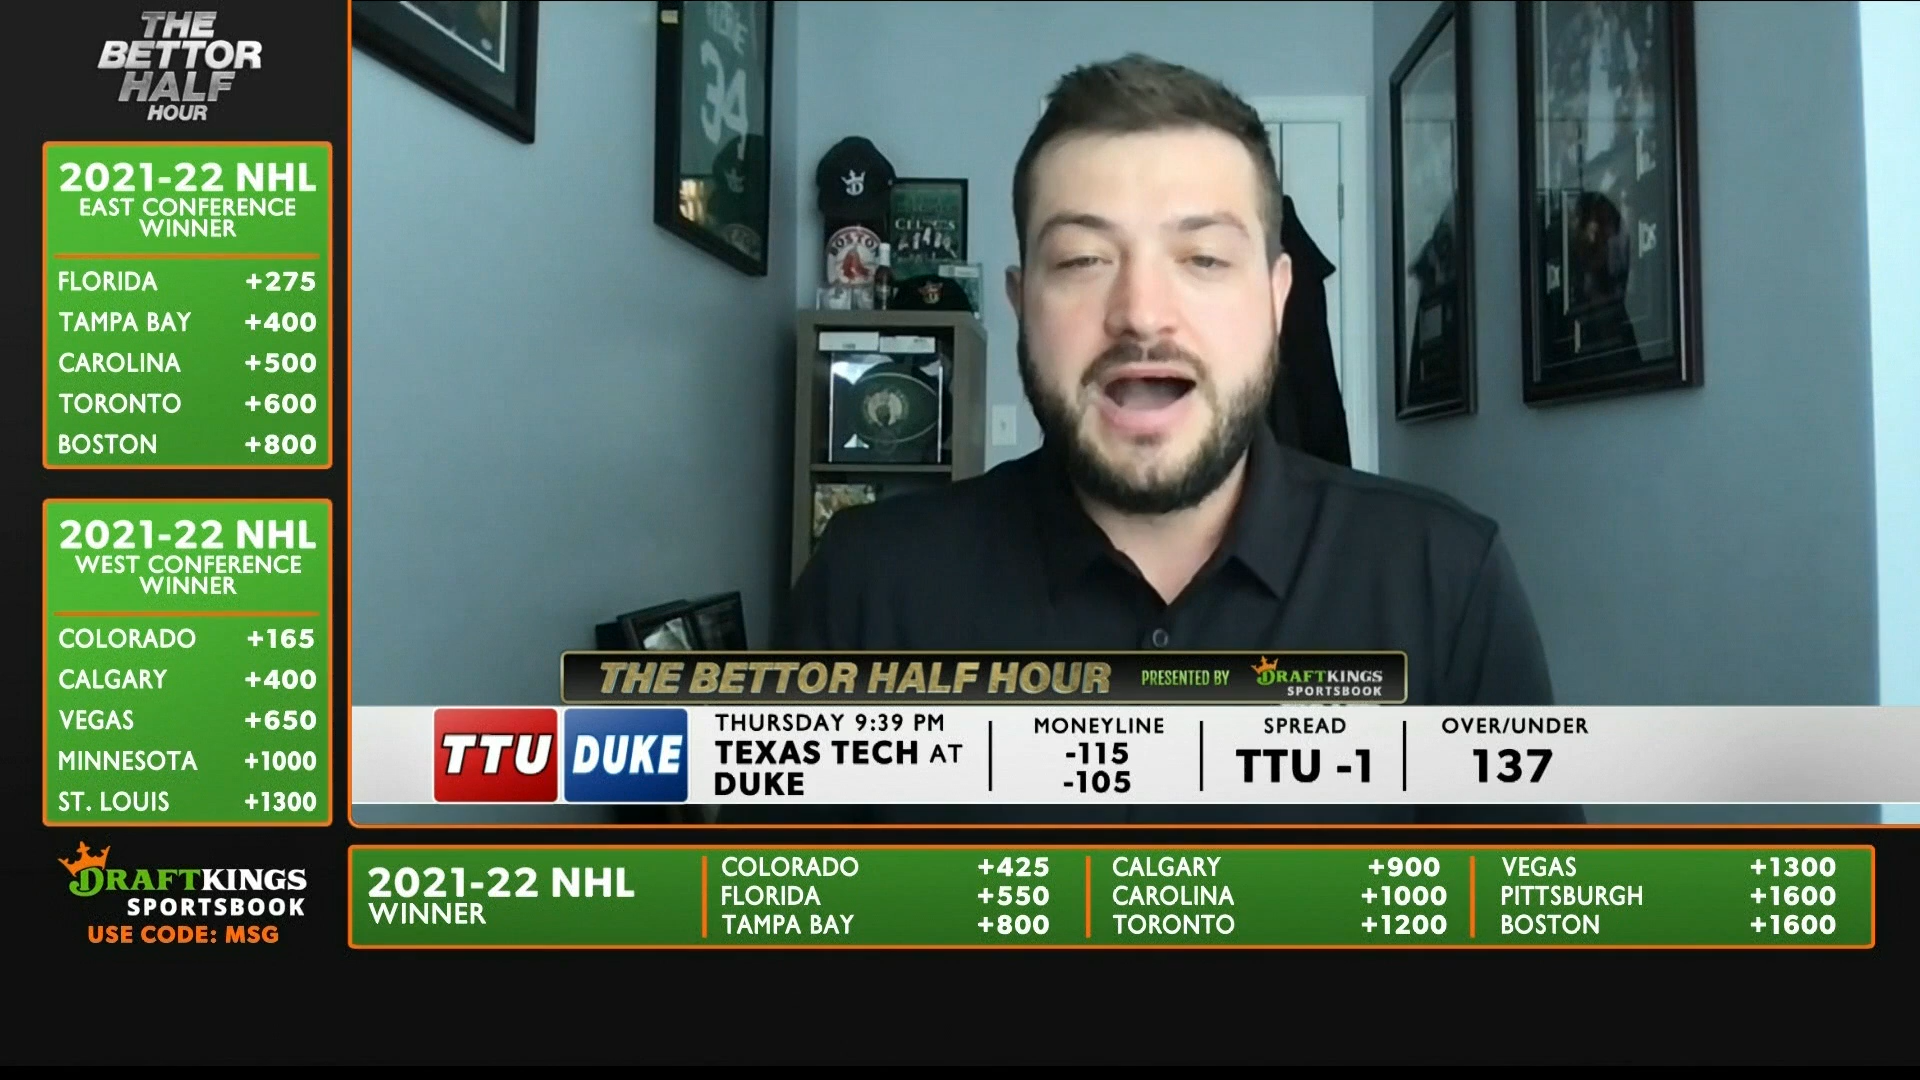 THE
BETTOR
HALF
HOUR
2021-22 NHL
EAST CONFERENCE
WINNER
FLORIDA +275
TAMPA BAY +400
CAROLINA +500
TORONTO +600
BOSTON +800
2021-22 NHL
WEST CONFERENCE
WINNER
COLORADO +165
CALGARY +400
VEGAS +650
MINNESOTA +1000
ST. LOUIS +1300
DRAFTKINGS
SPORTSBOOK
USE CODE: MSG
34
BOSTON
CELTICS
THE BETTOR HALF HOUR PRESENTED BY DRAFTKINGS
SPORTSBOOK
TTU DUKE
THURSDAY 9:39 PM
TEXAS TECH AT
DUKE
MONEYLINE
-115
-105
SPREAD
TTU -1
OVER/UNDER
137
2021-22 NHL
WINNER
COLORADO +425
FLORIDA +550
TAMPA BAY +800
CALGARY +900
CAROLINA +1000
TORONTO +1200
VEGAS +1300
PITTSBURGH +1600
BOSTON +1600